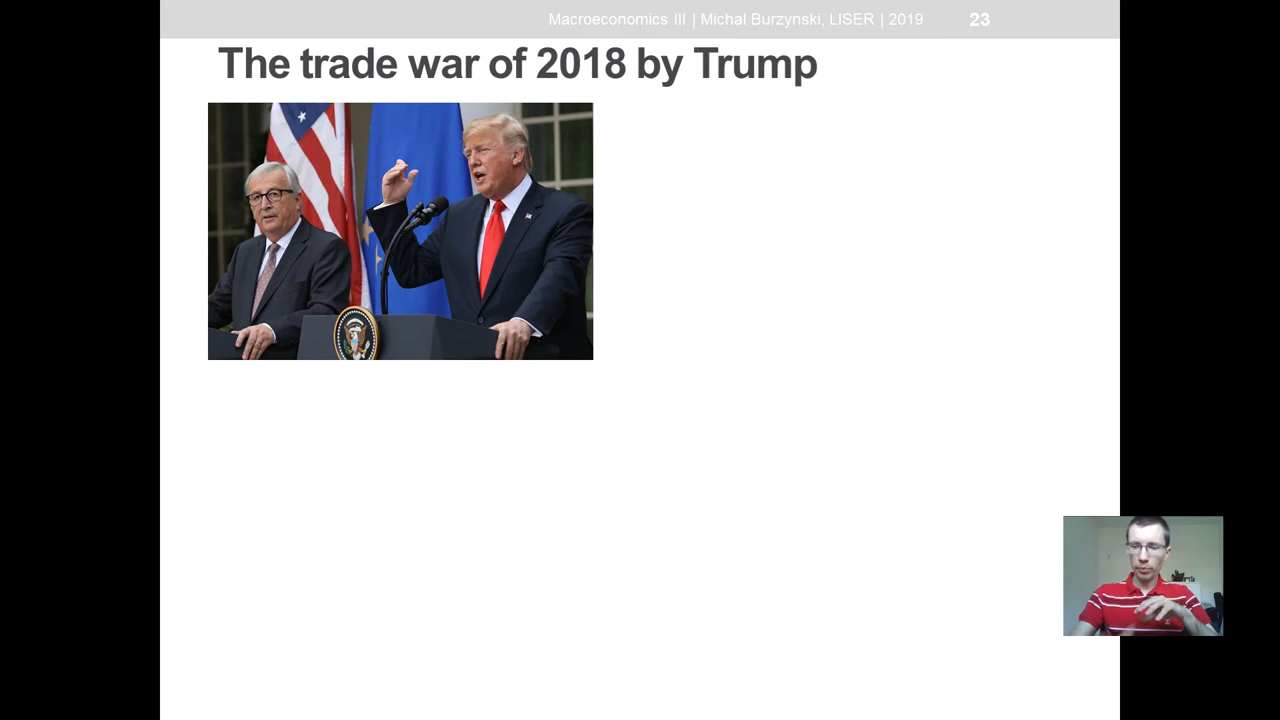 Macroeconomics III | Michal Burzynski, LISER | 2019
23
The trade war of 2018 by Trump